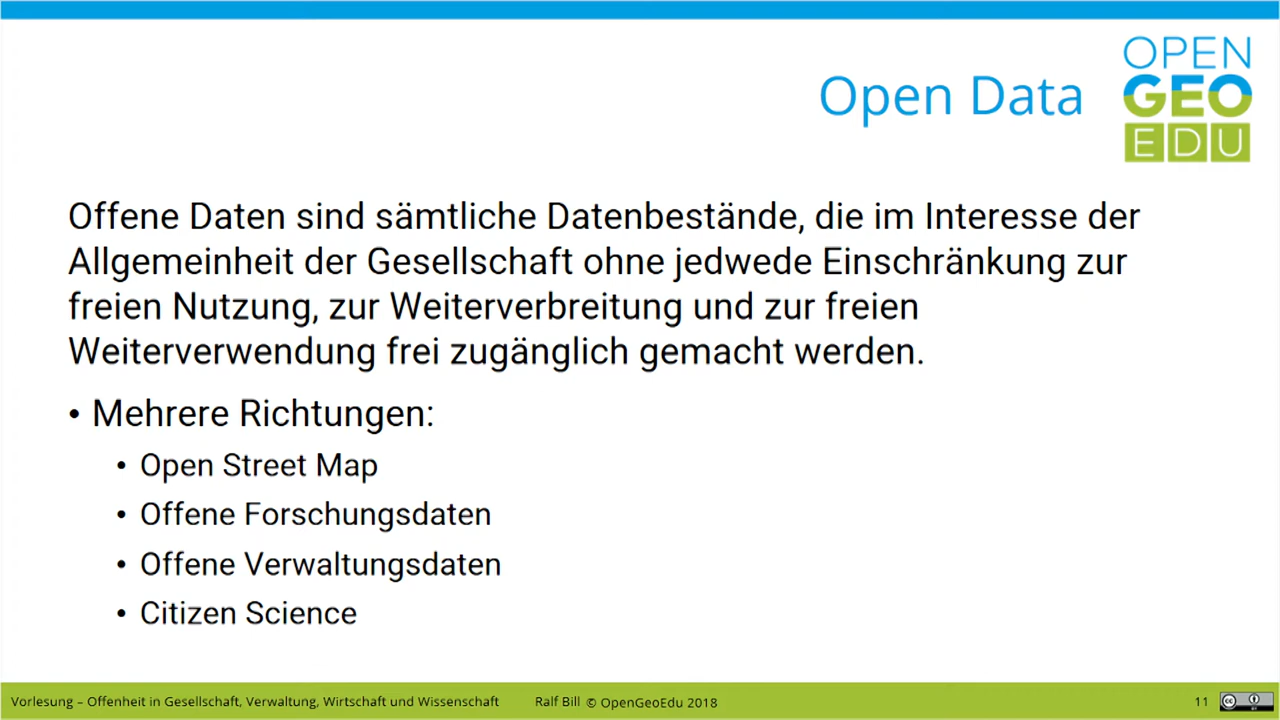 Open Data
OPEN
GEO
EDU
Offene Daten sind sämtliche Datenbestände, die im Interesse der
Allgemeinheit der Gesellschaft ohne jedwede Einschränkung zur
freien Nutzung, zur Weiterverbreitung und zur freien
Weiterverwendung frei zugänglich gemacht werden.
• Mehrere Richtungen:
• Open Street Map
• Offene Forschungsdaten
• Offene Verwaltungsdaten
• Citizen Science
Vorlesung – Offenheit in Gesellschaft, Verwaltung, Wirtschaft und Wissenschaft Ralf Bill © OpenGeoEdu 2018 11